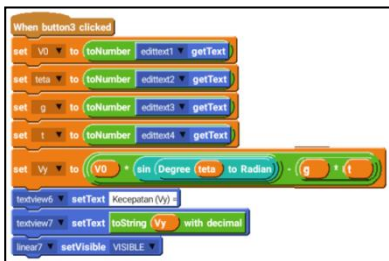 When button3 clicked
set V0 ▼ to toNumber edittext1 ▼ getText
set teta ▼ to toNumber edittext2 ▼ getText
set g ▼ to toNumber edittext3 ▼ getText
set t ▼ to toNumber edittext4 ▼ getText
set Vy ▼ to V0 * sin Degree teta to Radian - g * t
textview6 ▼ setText Kecepatan (Vy) =
textview7 ▼ setText toString Vy with decimal
linear7 ▼ setVisible VISIBLE ▼